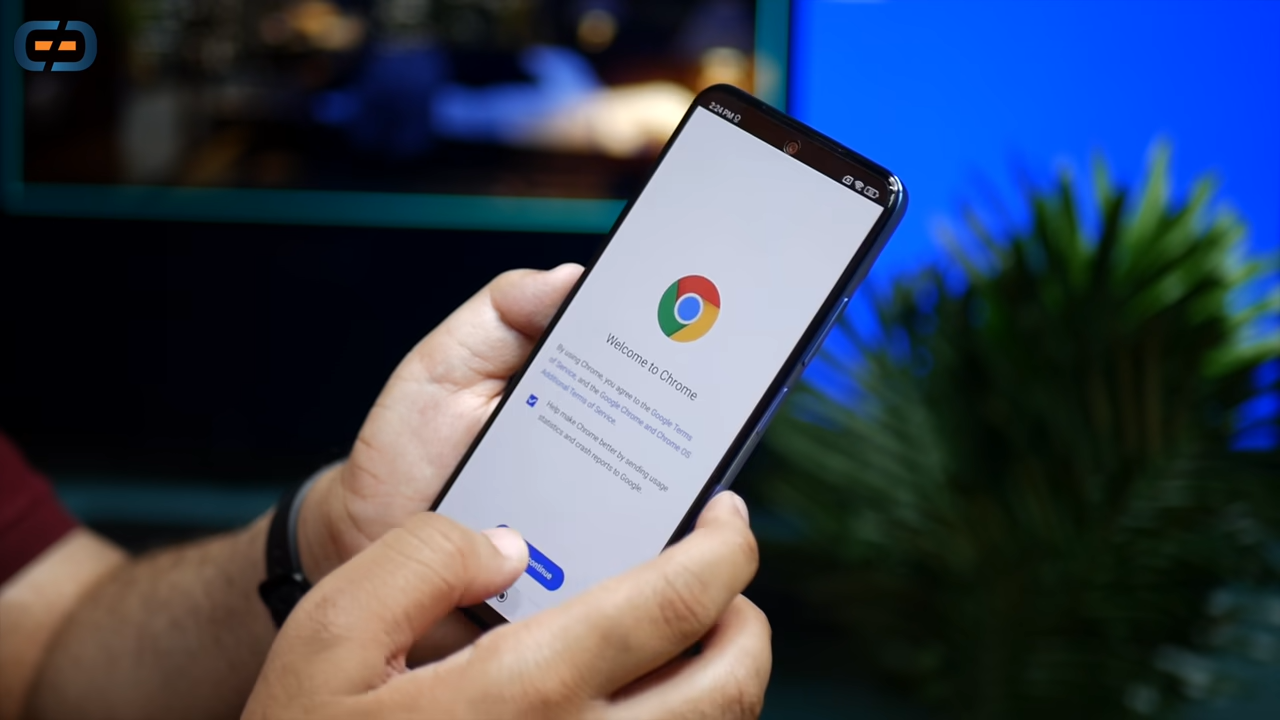 2:24 PM
Welcome to Chrome
By using Chrome, you agree to the Google Terms
of Service, and the Google Chrome and Chrome OS
Additional Terms of Service.
Help make Chrome better by sending usage
statistics and crash reports to Google.
continue